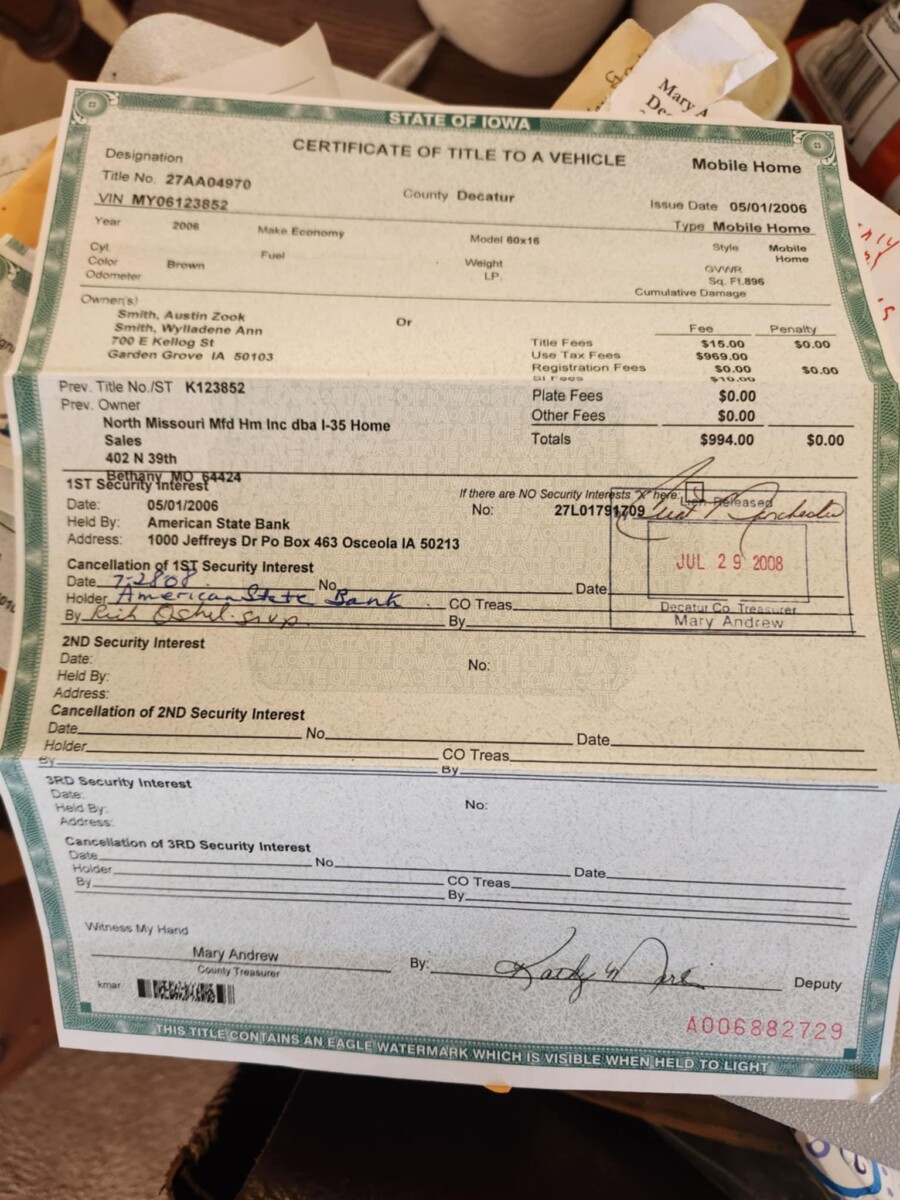 Mary A
STATE OF IOWA
CERTIFICATE OF TITLE TO A VEHICLE
Mobile Home
Designation
Title No. 27AA04970
VIN MY06123852
County Decatur
Issue Date 05/01/2006
Year 2006 Make Economy Model 60x16 Type Mobile Home
Cyl. Fuel Weight Style Mobile Home
Color Brown LP. GVWR
Odometer Sq. Ft.896
Cumulative Damage
Owner(s)
Smith, Austin Zook Or
Smith, Wylladene Ann
700 E Kellog St
Garden Grove IA 50103
Fee Penalty
Title Fees $15.00 $0.00
Use Tax Fees $969.00
Registration Fees $0.00
SI Fees $10.00
Plate Fees $0.00
Other Fees $0.00
Totals $994.00 $0.00
Prev. Title No./ST K123852
Prev. Owner
North Missouri Mfd Hm Inc dba I-35 Home
Sales
402 N 39th
Bethany MO 64424
1ST Security Interest
If there are NO Security Interests "X" here:
Date: 05/01/2006 No: 27L01791709
Held By: American State Bank
Address: 1000 Jeffreys Dr Po Box 463 Osceola IA 50213
Lien Released
JUL 29 2008
Decatur Co. Treasurer
Mary Andrew
Cancellation of 1ST Security Interest
Date 7-28-08 No. Date
Holder American State Bank CO Treas.
By By
2ND Security Interest
Date: No:
Held By:
Address:
Cancellation of 2ND Security Interest
Date No. Date
Holder CO Treas.
By By
3RD Security Interest
Date: No:
Held By:
Address:
Cancellation of 3RD Security Interest
Date No. Date
Holder CO Treas.
By By
Witness My Hand
Mary Andrew
County Treasurer
By: Deputy
kmar
A006882729
THIS TITLE CONTAINS AN EAGLE WATERMARK WHICH IS VISIBLE WHEN HELD TO LIGHT